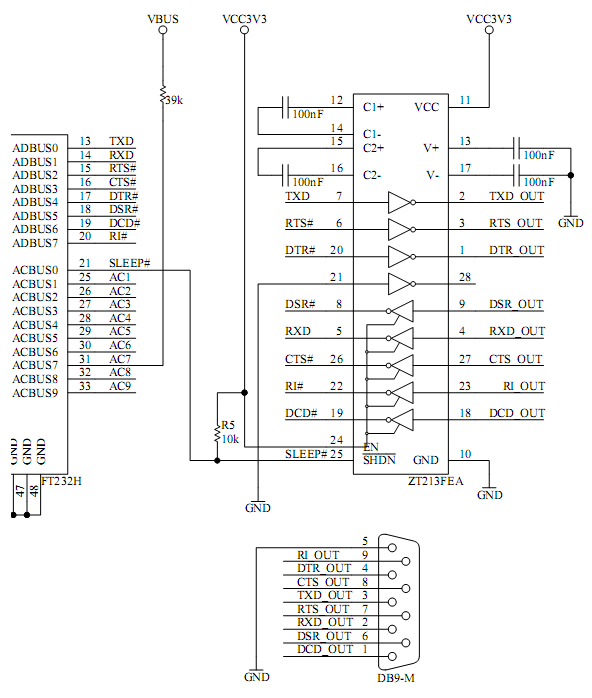 VBUS VCC3V3 VCC3V3
39k
12 C1+ VCC 11
100nF
14 C1-
15 C2+ V+ 13
100nF
16 C2- V- 17
100nF
100nF
GND
ADBUS0 13 TXD
ADBUS1 14 RXD
ADBUS2 15 RTS#
ADBUS3 16 CTS#
ADBUS4 17 DTR#
ADBUS5 18 DSR#
ADBUS6 19 DCD#
ADBUS7 20 RI#
ACBUS0 21 SLEEP#
ACBUS1 25 AC1
ACBUS2 26 AC2
ACBUS3 27 AC3
ACBUS4 28 AC4
ACBUS5 29 AC5
ACBUS6 30 AC6
ACBUS7 31 AC7
ACBUS8 32 AC8
ACBUS9 33 AC9
GND
GND
GND
47
48
FT232H
TXD 7 2 TXD_OUT
RTS# 6 3 RTS_OUT
DTR# 20 1 DTR_OUT
21 28
DSR# 8 9 DSR_OUT
RXD 5 4 RXD_OUT
CTS# 26 27 CTS_OUT
RI# 22 23 RI_OUT
DCD# 19 18 DCD_OUT
R5
10k
24 EN
SLEEP# 25 SHDN GND 10
ZT213FEA
GND
GND
5
RI_OUT 9
DTR_OUT 4
CTS_OUT 8
TXD_OUT 3
RTS_OUT 7
RXD_OUT 2
DSR_OUT 6
DCD_OUT 1
GND
DB9-M